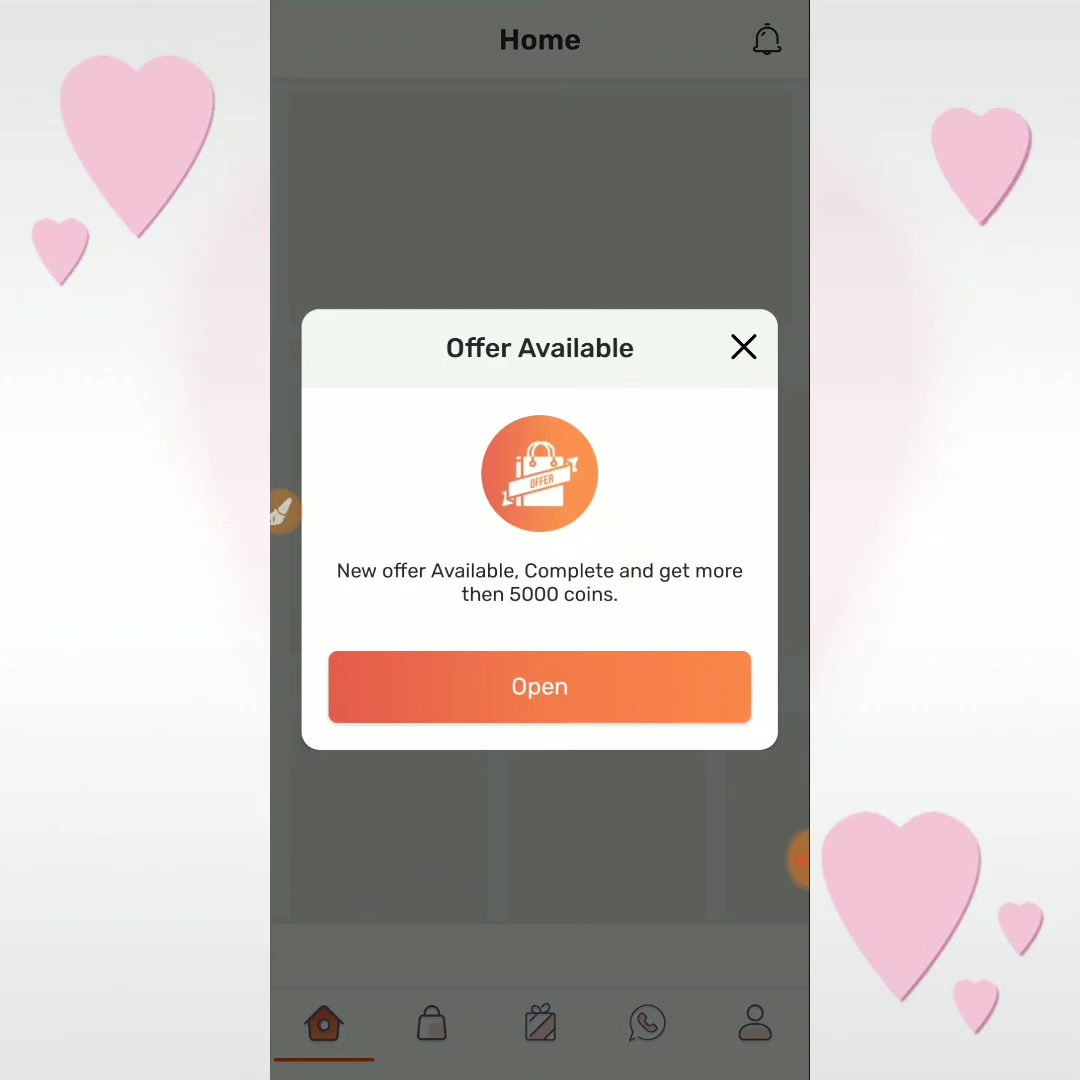 Home
Offer Available
OFFER
New offer Available, Complete and get more
then 5000 coins.
Open